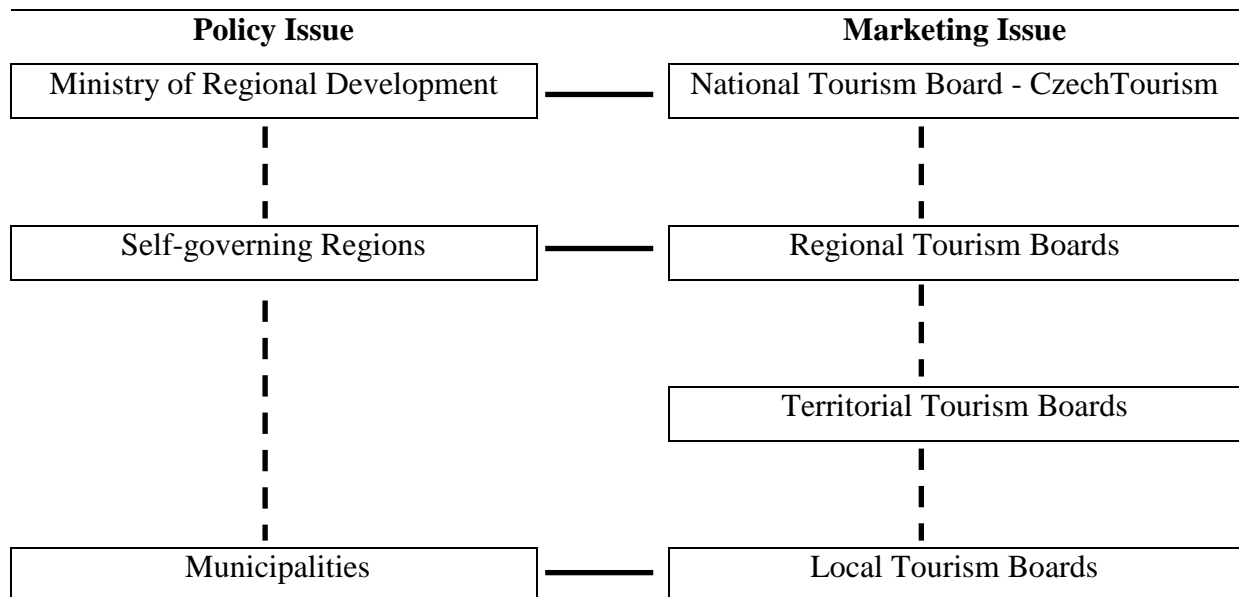 Policy Issue
Marketing Issue
Ministry of Regional Development
National Tourism Board - CzechTourism
Self-governing Regions
Regional Tourism Boards
Territorial Tourism Boards
Municipalities
Local Tourism Boards